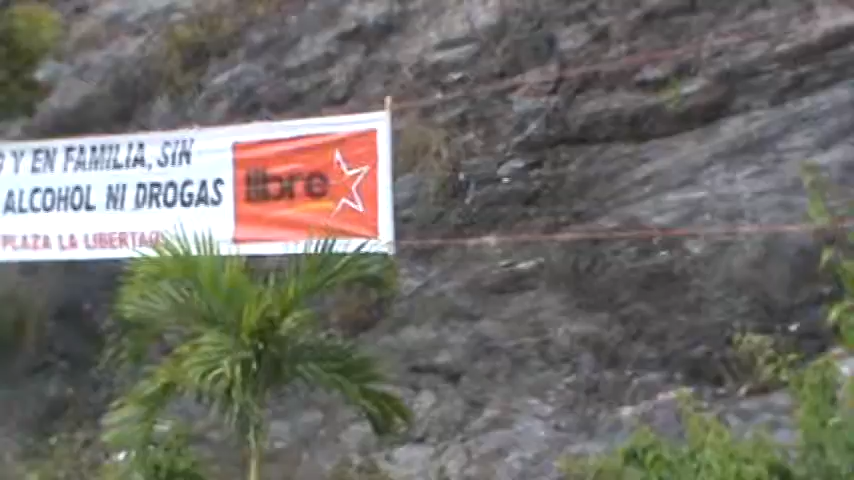 Y EN FAMILIA, SIN
ALCOHOL NI DROGAS
PLAZA LA LIBERTAD
libre